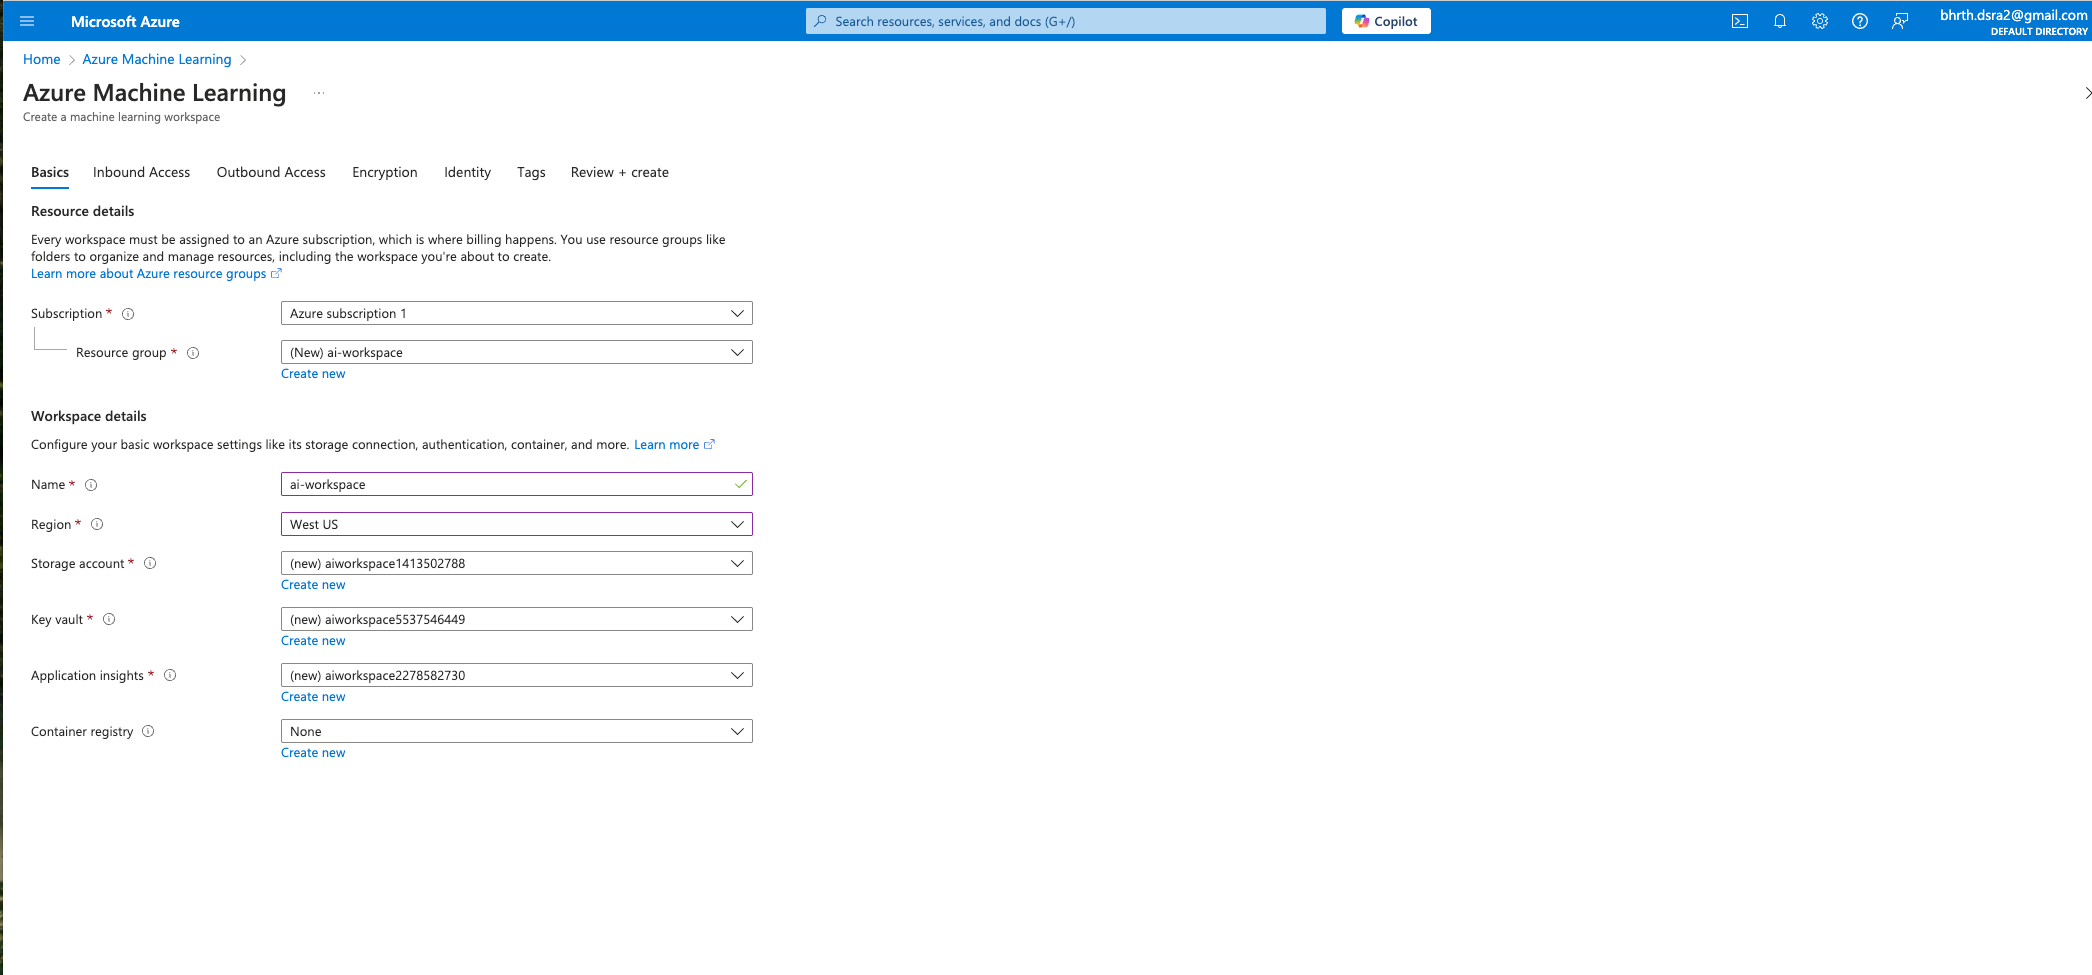 Microsoft Azure
Search resources, services, and docs (G+/)
Copilot
bhrth.dsra2@gmail.com
DEFAULT DIRECTORY
Home > Azure Machine Learning >
Azure Machine Learning ...
Create a machine learning workspace
Basics Inbound Access Outbound Access Encryption Identity Tags Review + create
Resource details
Every workspace must be assigned to an Azure subscription, which is where billing happens. You use resource groups like
folders to organize and manage resources, including the workspace you're about to create.
Learn more about Azure resource groups
Subscription * Azure subscription 1
Resource group * (New) ai-workspace
Create new
Workspace details
Configure your basic workspace settings like its storage connection, authentication, container, and more. Learn more
Name * ai-workspace
Region * West US
Storage account * (new) aiworkspace1413502788
Create new
Key vault * (new) aiworkspace5537546449
Create new
Application insights * (new) aiworkspace2278582730
Create new
Container registry None
Create new